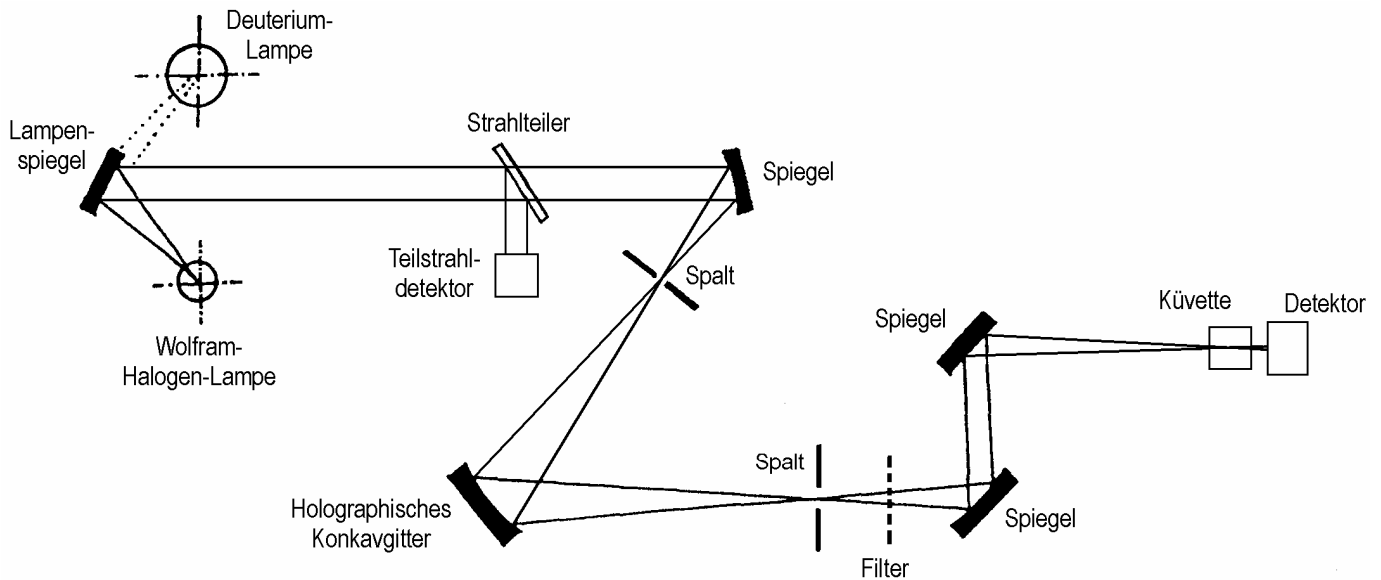 Deuterium-
Lampe
Lampen-
spiegel
Strahlteiler
Spiegel
Teilstrahl-
detektor
Spalt
Wolfram-
Halogen-Lampe
Spiegel
Küvette
Detektor
Holographisches
Konkavgitter
Spalt
Filter
Spiegel